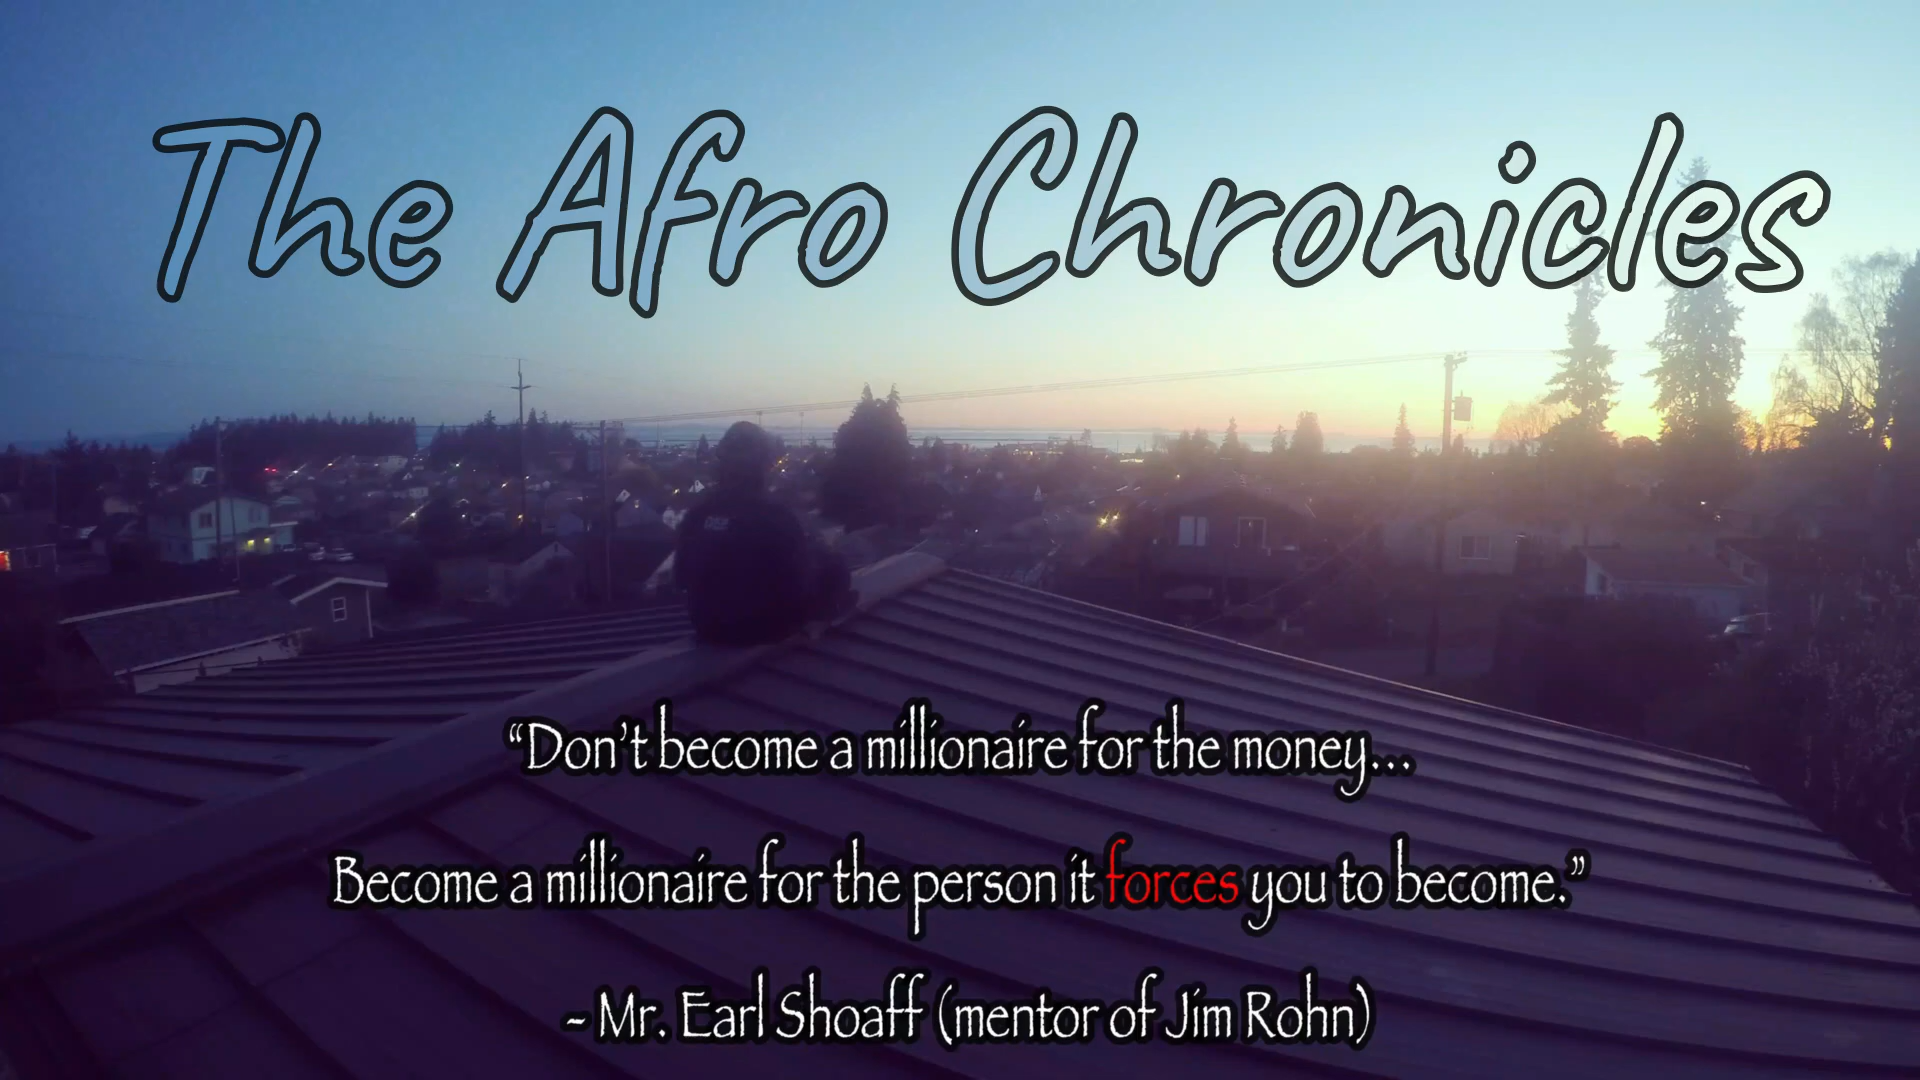 The Afro Chronicles
“Don’t become a millionaire for the money...
Become a millionaire for the person it forces you to become.”
- Mr. Earl Shoaff (mentor of Jim Rohn)